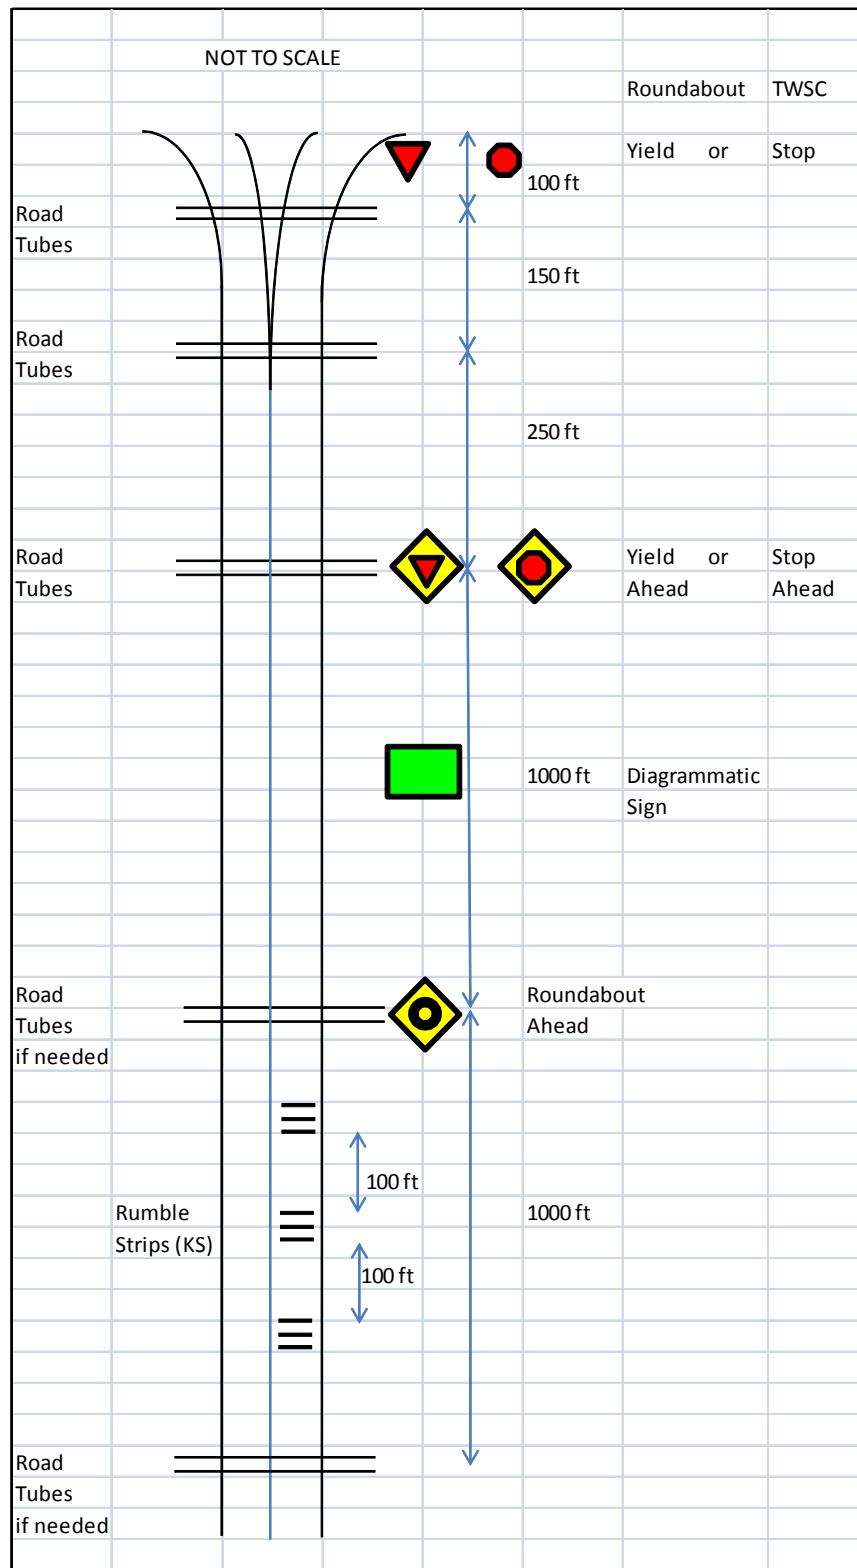 NOT TO SCALE
Roundabout TWSC
Yield or Stop
100 ft
Road
Tubes
150 ft
Road
Tubes
250 ft
Road
Tubes
Yield or Stop
Ahead Ahead
1000 ft Diagrammatic
Sign
Road
Tubes
if needed
Roundabout
Ahead
100 ft
Rumble
Strips (KS)
1000 ft
100 ft
Road
Tubes
if needed